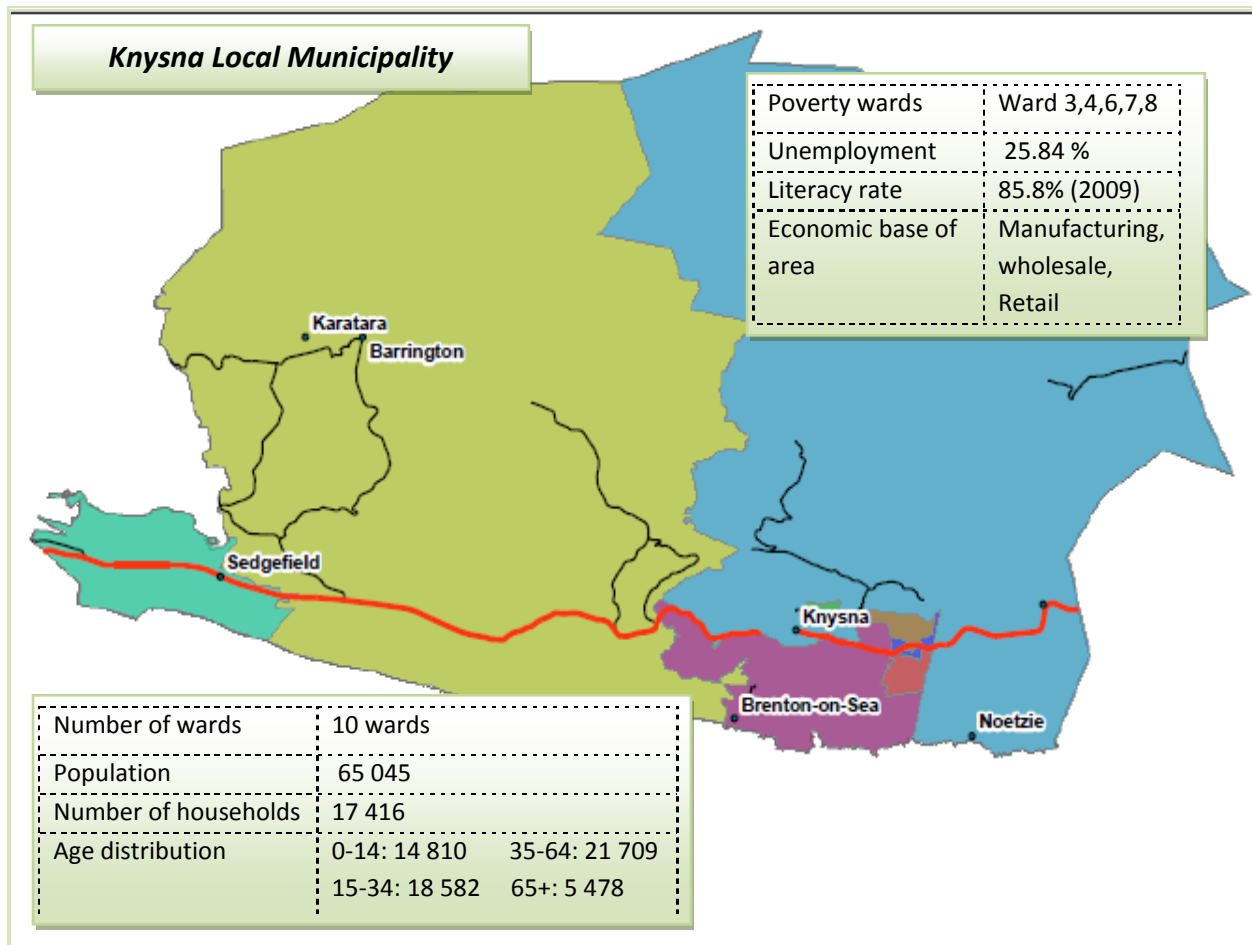 Knysna Local Municipality
Poverty wards Ward 3,4,6,7,8
Unemployment 25.84 %
Literacy rate 85.8% (2009)
Economic base of Manufacturing,
area wholesale,
Retail
Karatara
Barrington
Sedgefield
Knysna
Brenton-on-Sea
Noetzie
Number of wards 10 wards
Population 65 045
Number of households 17 416
Age distribution 0-14: 14 810 35-64: 21 709
15-34: 18 582 65+: 5 478